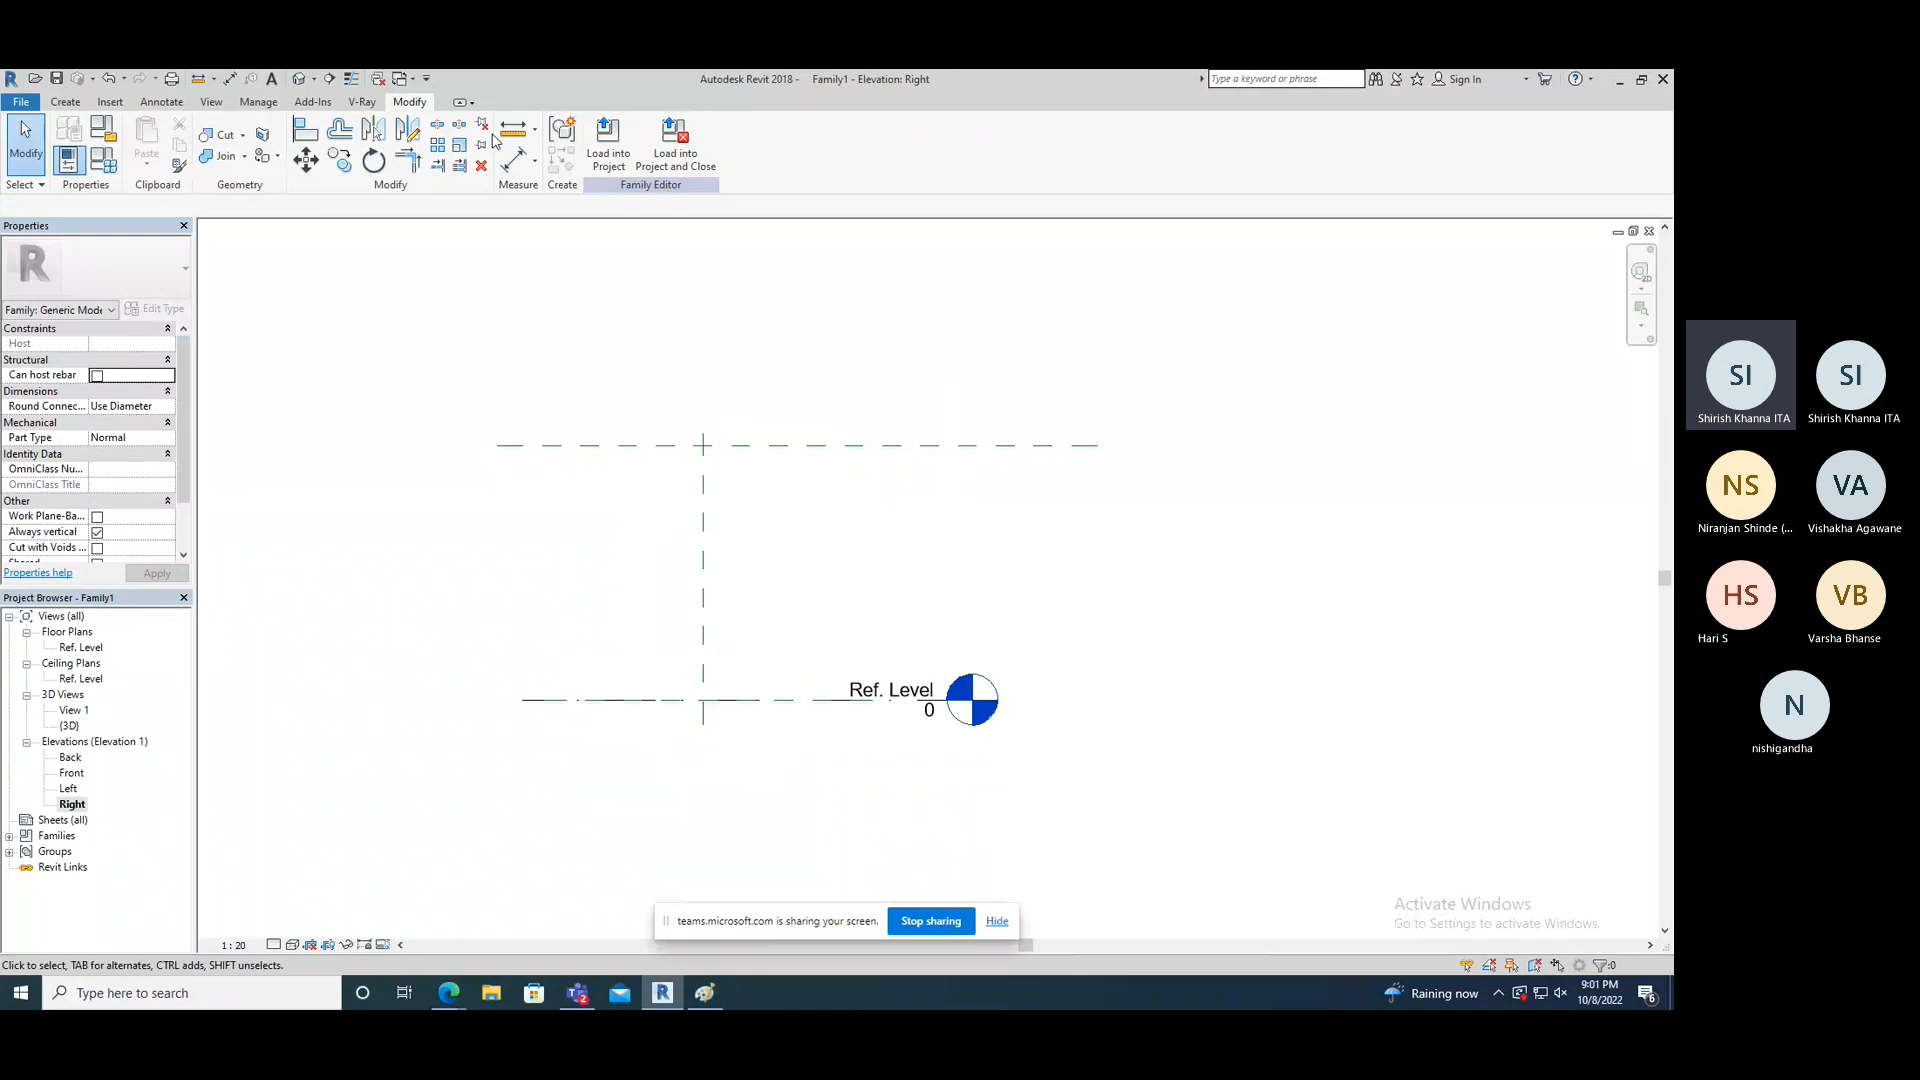 Autodesk Revit 2018 - Family1 - Elevation: Right
Type a keyword or phrase
Sign In
File Create Insert Annotate View Manage Add-Ins V-Ray Modify
Modify
Paste
Cut
Join
Load into
Project
Load into
Project and Close
Select Properties Clipboard Geometry Modify Measure Create Family Editor
Properties
R
Family: Generic Mode
Edit Type
Constraints
Host
Structural
Can host rebar
Dimensions
Round Connec... Use Diameter
Mechanical
Part Type Normal
Identity Data
OmniClass Nu...
OmniClass Title
Other
Work Plane-Ba...
Always vertical
Cut with Voids ...
Shared
Properties help
Apply
Project Browser - Family1
Views (all)
Floor Plans
Ref. Level
Ceiling Plans
Ref. Level
3D Views
View 1
{3D}
Elevations (Elevation 1)
Back
Front
Left
Right
Sheets (all)
Families
Groups
Revit Links
Ref. Level
0
2D
Activate Windows
Go to Settings to activate Windows.
teams.microsoft.com is sharing your screen.
Stop sharing
Hide
1 : 20
Click to select, TAB for alternates, CTRL adds, SHIFT unselects.
:0
Type here to search
2
Raining now
9:01 PM
10/8/2022
6
SI
Shirish Khanna ITA
SI
Shirish Khanna ITA
NS
Niranjan Shinde (...
VA
Vishakha Agawane
HS
Hari S
VB
Varsha Bhanse
N
nishigandha